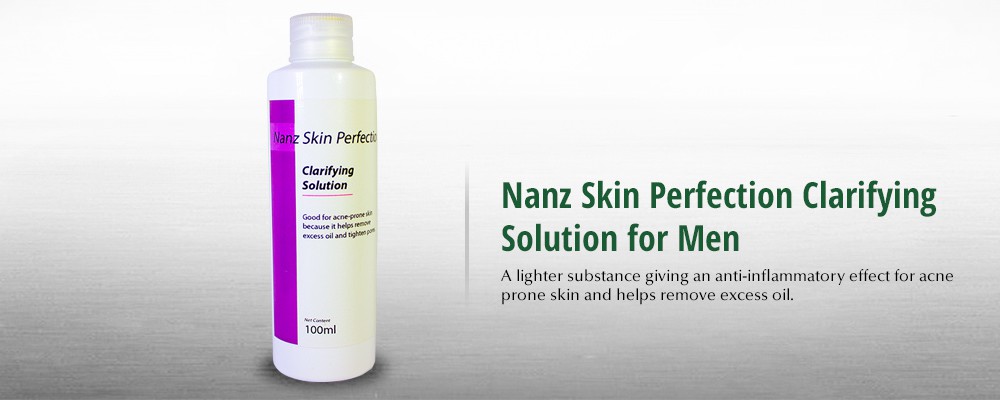 Nanz Skin Perfectio
Clarifying
Solution
Good for acne-prone skin
because it helps remove
excess oil and tighten pores
Net Content
100ml
Nanz Skin Perfection Clarifying
Solution for Men
A lighter substance giving an anti-inflammatory effect for acne
prone skin and helps remove excess oil.